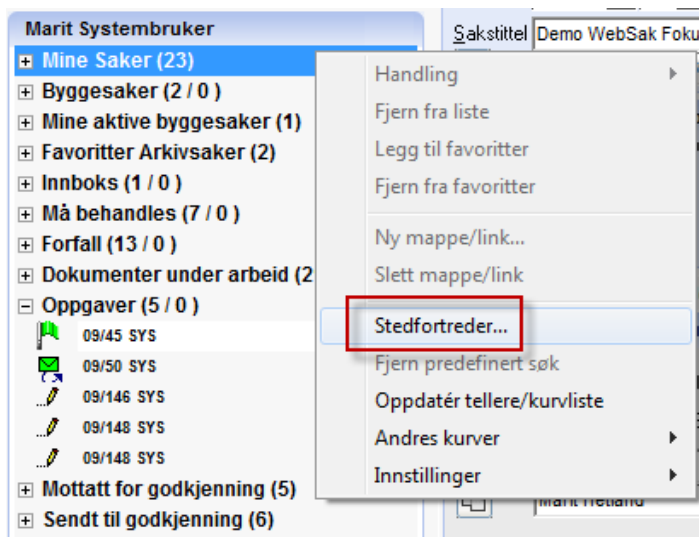 Marit Systembruker
Mine Saker (23)
Byggesaker (2 / 0 )
Mine aktive byggesaker (1)
Favoritter Arkivsaker (2)
Innboks (1 / 0 )
Må behandles (7 / 0 )
Forfall (13 / 0 )
Dokumenter under arbeid (2
Oppgaver (5 / 0 )
09/45 SYS
09/50 SYS
09/146 SYS
09/148 SYS
09/148 SYS
Mottatt for godkjenning (5)
Sendt til godkjenning (6)
Sakstittel Demo WebSak Foku
Handling
Fjern fra liste
Legg til favoritter
Fjern fra favoritter
Ny mappe/link...
Slett mappe/link
Stedfortreder...
Fjern predefinert søk
Oppdatér tellere/kurvliste
Andres kurver
Innstillinger
Marit Hetland